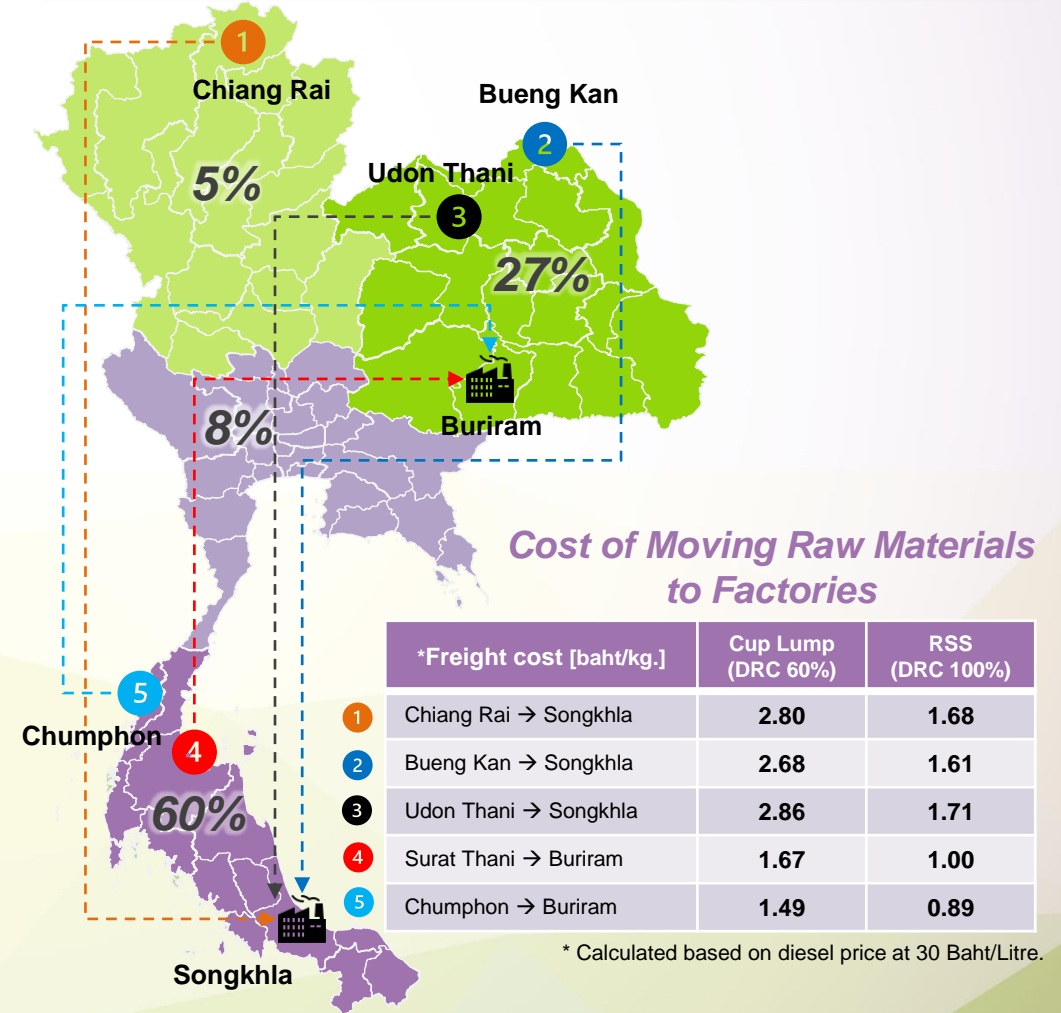 1
Chiang Rai
Bueng Kan
2
Udon Thani
5%
3
27%
8%
Buriram
Cost of Moving Raw Materials
to Factories
*Freight cost [baht/kg.]
Cup Lump
(DRC 60%)
RSS
(DRC 100%)
1 Chiang Rai → Songkhla 2.80 1.68
2 Bueng Kan → Songkhla 2.68 1.61
3 Udon Thani → Songkhla 2.86 1.71
4 Surat Thani → Buriram 1.67 1.00
5 Chumphon → Buriram 1.49 0.89
* Calculated based on diesel price at 30 Baht/Litre.
5
Chumphon
4
60%
Songkhla